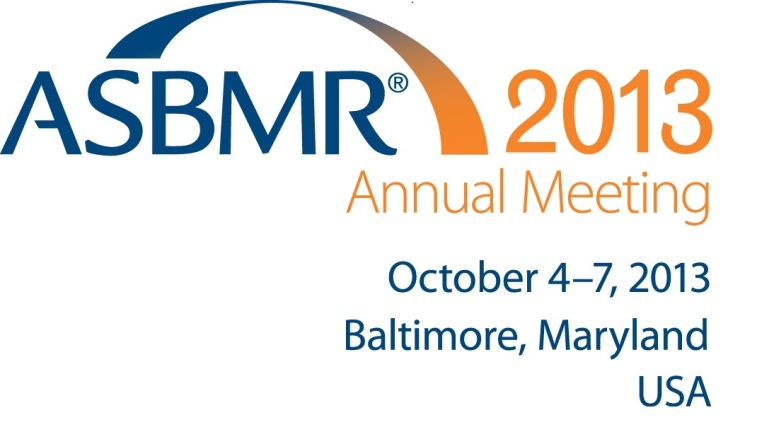 ASBMR® 2013
Annual Meeting
October 4–7, 2013
Baltimore, Maryland
USA